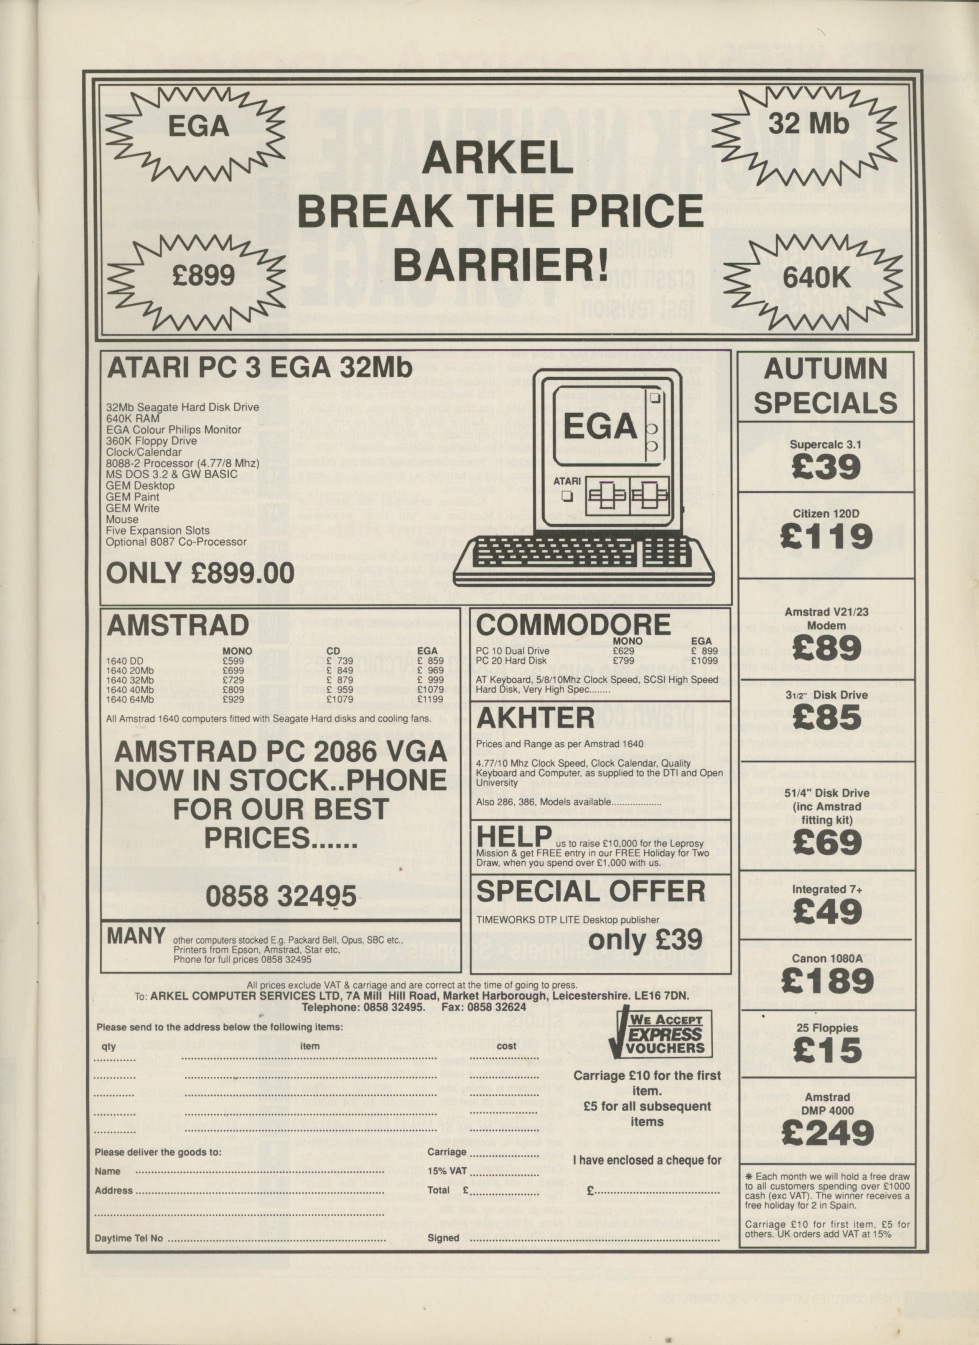 EGA
32 Mb
ARKEL
BREAK THE PRICE
BARRIER!
£899
640K
ATARI PC 3 EGA 32Mb
32Mb Seagate Hard Disk Drive
640K RAM
EGA Colour Philips Monitor
360K Floppy Drive
Clock/Calendar
8088-2 Processor (4.77/8 Mhz)
MS DOS 3.2 & GW BASIC
GEM Desktop
GEM Paint
GEM Write
Mouse
Five Expansion Slots
Optional 8087 Co-Processor
ONLY £899.00
EGA
ATARI
AMSTRAD
MONO CD EGA
1640 DD £599 £ 739 £ 859
1640 20Mb £699 £ 849 £ 969
1640 32Mb £729 £ 879 £ 999
1640 40Mb £809 £ 959 £1079
1640 64Mb £929 £1079 £1199
All Amstrad 1640 computers fitted with Seagate Hard disks and cooling fans.
AMSTRAD PC 2086 VGA
NOW IN STOCK..PHONE
FOR OUR BEST
PRICES......
0858 32495
MANY other computers stocked E.g. Packard Bell, Opus, SBC etc..
Printers from Epson, Amstrad, Star etc,
Phone for full prices 0858 32495
COMMODORE
MONO EGA
PC 10 Dual Drive £629 £ 899
PC 20 Hard Disk £799 £1099
AT Keyboard, 5/8/10Mhz Clock Speed, SCSI High Speed
Hard Disk, Very High Spec........
AKHTER
Prices and Range as per Amstrad 1640
4.77/10 Mhz Clock Speed, Clock Calendar, Quality
Keyboard and Computer, as supplied to the DTI and Open
University
Also 286, 386, Models available...................
HELP us to raise £10,000 for the Leprosy
Mission & get FREE entry in our FREE Holiday for Two
Draw, when you spend over £1,000 with us.
SPECIAL OFFER
TIMEWORKS DTP LITE Desktop publisher
only £39
AUTUMN
SPECIALS
Supercalc 3.1
£39
Citizen 120D
£119
Amstrad V21/23
Modem
£89
31/2" Disk Drive
£85
51/4" Disk Drive
(inc Amstrad
fitting kit)
£69
Integrated 7+
£49
Canon 1080A
£189
25 Floppies
£15
Amstrad
DMP 4000
£249
* Each month we will hold a free draw
to all customers spending over £1000
cash (exc VAT). The winner receives a
free holiday for 2 in Spain.
Carriage £10 for first item, £5 for
others. UK orders add VAT at 15%
All prices exclude VAT & carriage and are correct at the time of going to press.
To: ARKEL COMPUTER SERVICES LTD, 7A Mill Hill Road, Market Harborough, Leicestershire. LE16 7DN.
Telephone: 0858 32495. Fax: 0858 32624
Please send to the address below the following items:
qty item cost
WE ACCEPT
EXPRESS
VOUCHERS
Carriage £10 for the first
item.
£5 for all subsequent
items
Please deliver the goods to:
Carriage
I have enclosed a cheque for
Name
15% VAT
Address
Total £
£
Daytime Tel No
Signed